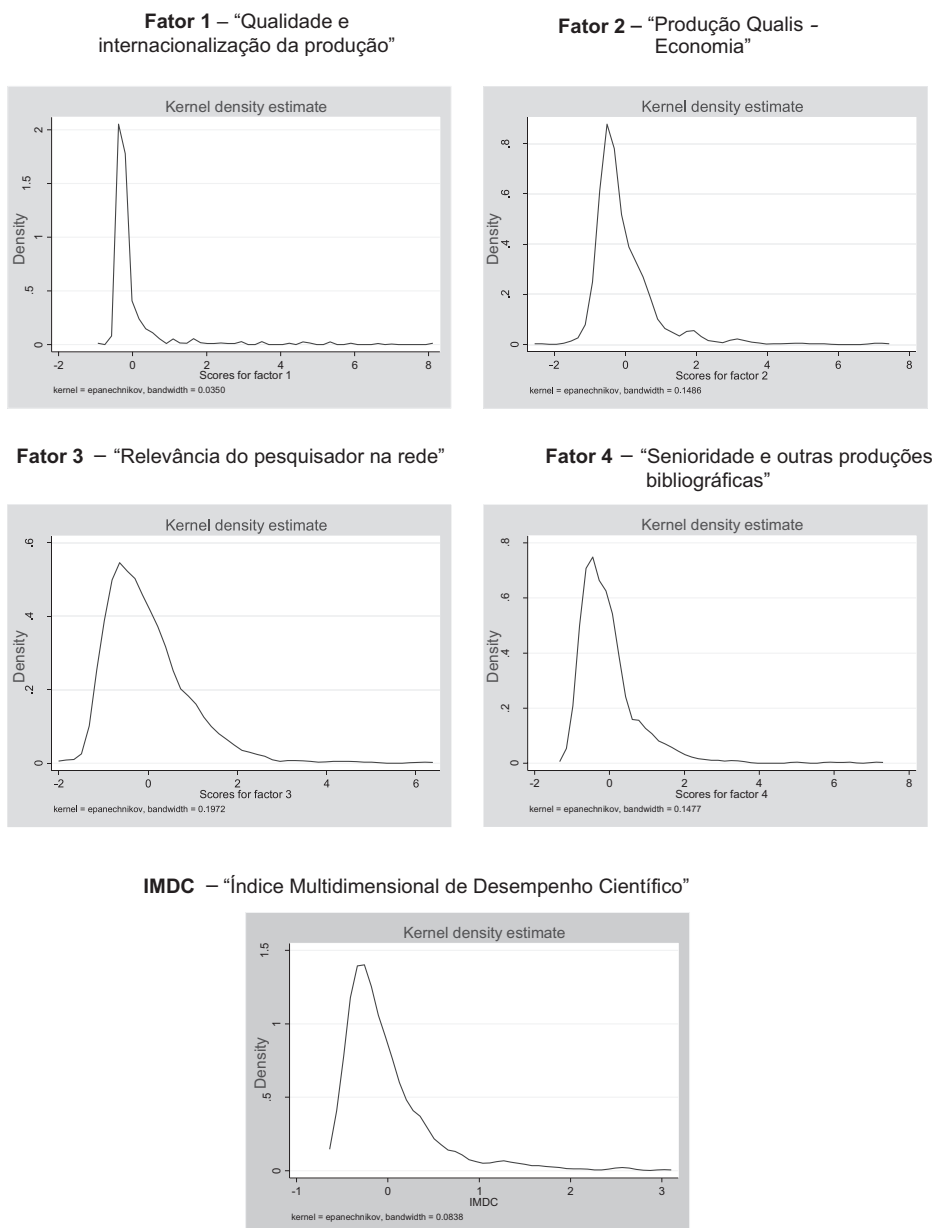 Fator 1 – “Qualidade e
internacionalização da produção”
Fator 2 – “Produção Qualis -
Economia”
Kernel density estimate
Density
2
1.5
1
.5
0
-2 0 2 4 6 8
Scores for factor 1
kernel = epanechnikov, bandwidth = 0.0350
Kernel density estimate
Density
.8
.6
.4
.2
0
-2 0 2 4 6 8
Scores for factor 2
kernel = epanechnikov, bandwidth = 0.1486
Fator 3 – “Relevância do pesquisador na rede”
Fator 4 – “Senioridade e outras produções
bibliográficas”
Kernel density estimate
Density
.6
.4
.2
0
-2 0 2 4 6
Scores for factor 3
kernel = epanechnikov, bandwidth = 0.1972
Kernel density estimate
Density
.8
.6
.4
.2
0
-2 0 2 4 6 8
Scores for factor 4
kernel = epanechnikov, bandwidth = 0.1477
IMDC – “Índice Multidimensional de Desempenho Científico”
Kernel density estimate
Density
1.5
1
.5
0
-1 0 1 2 3
IMDC
kernel = epanechnikov, bandwidth = 0.0838